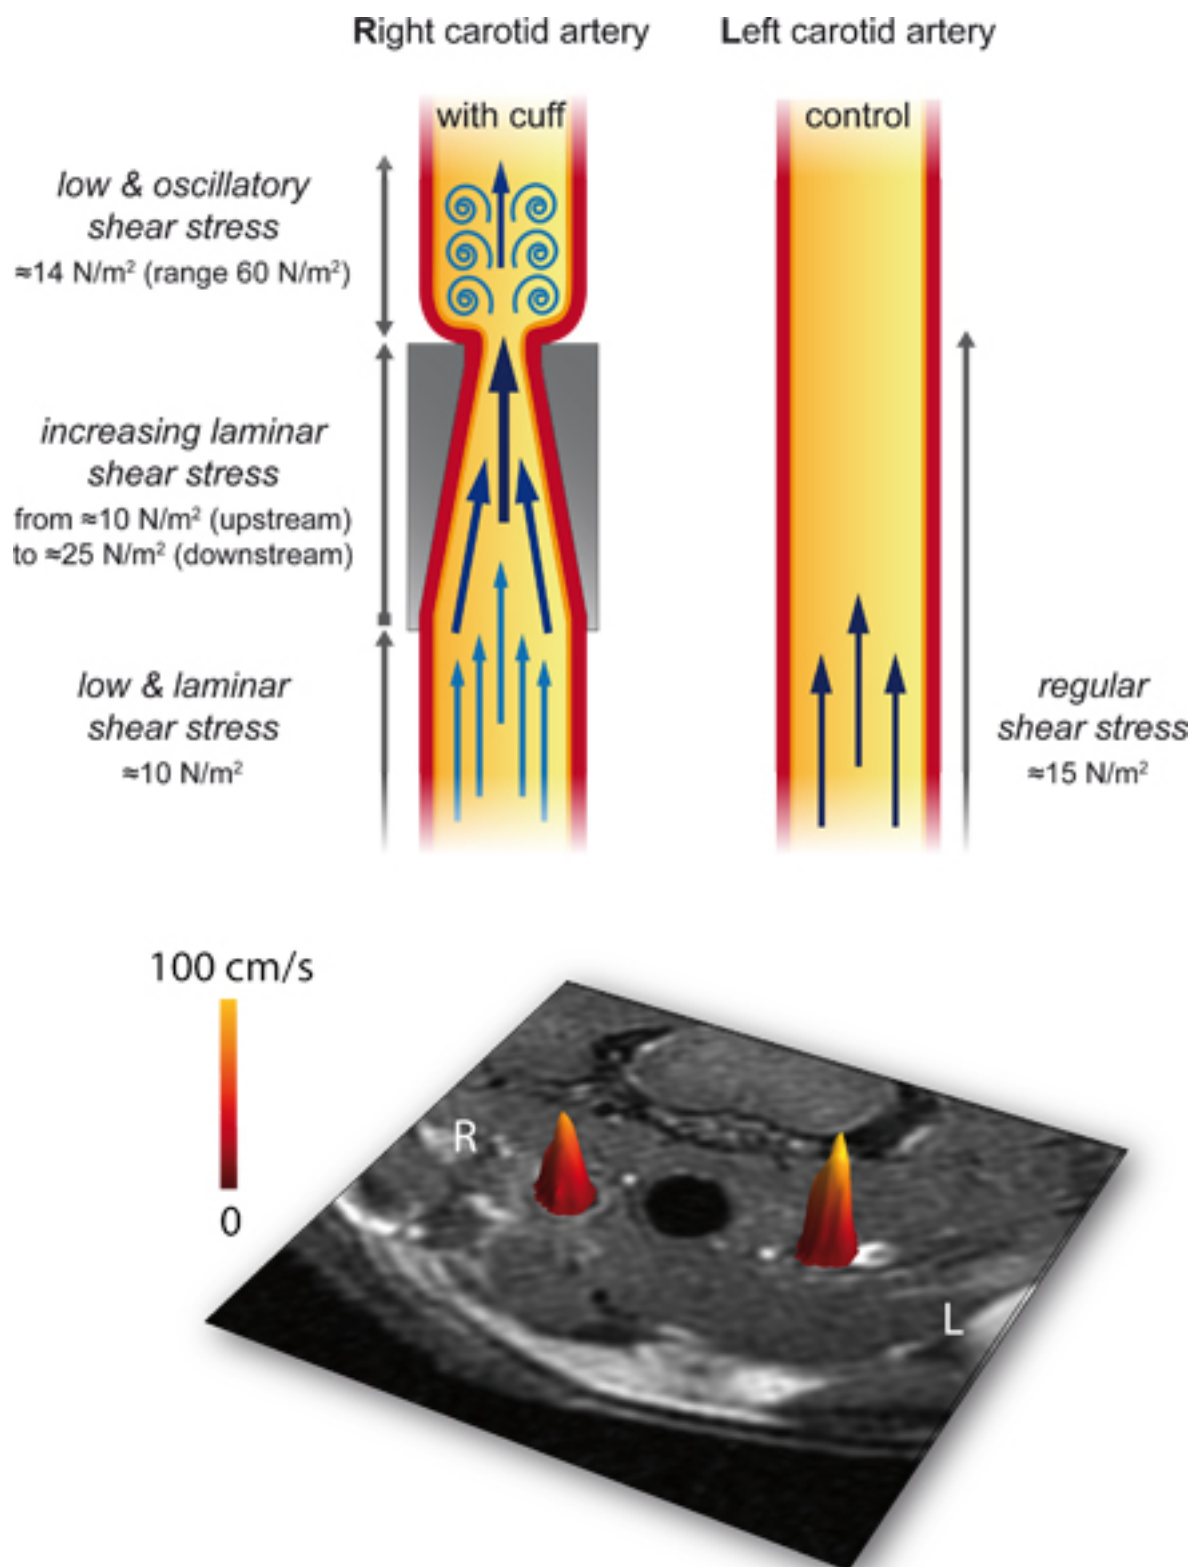 Right carotid artery
Left carotid artery
with cuff
control
low & oscillatory
shear stress
≈14 N/m² (range 60 N/m²)
increasing laminar
shear stress
from ≈10 N/m² (upstream)
to ≈25 N/m² (downstream)
low & laminar
shear stress
≈10 N/m²
regular
shear stress
≈15 N/m²
100 cm/s
0
R
L